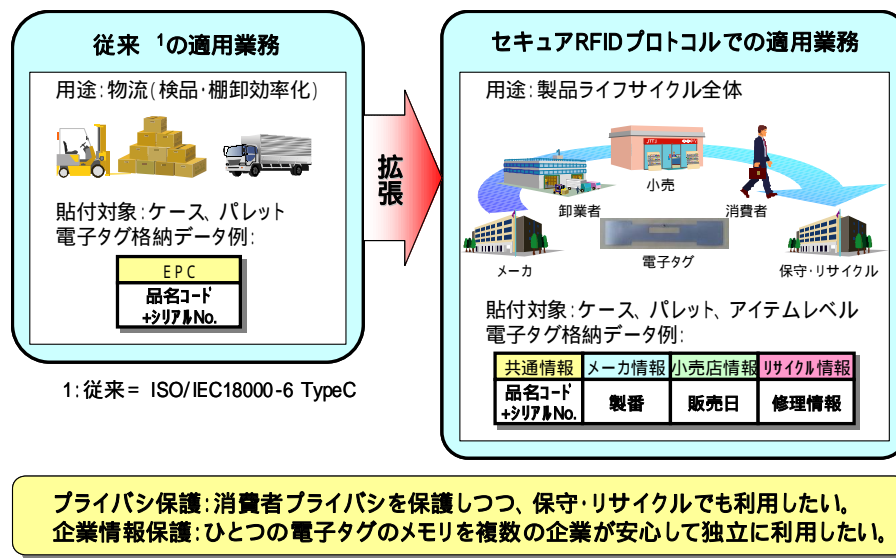 従来 1の適用業務
用途:物流(検品・棚卸効率化)
貼付対象:ケース、パレット
電子タグ格納データ例:
EPC
品名コード
+シリアルNo.
1:従来= ISO/IEC18000-6 TypeC
拡張
セキュアRFIDプロトコルでの適用業務
用途:製品ライフサイクル全体
メーカ
卸業者
小売
消費者
電子タグ
保守・リサイクル
貼付対象:ケース、パレット、アイテムレベル
電子タグ格納データ例:
共通情報 メーカ情報 小売店情報 リサイクル情報
品名コード
+シリアルNo. 製番 販売日 修理情報
プライバシ保護:消費者プライバシを保護しつつ、保守・リサイクルでも利用したい。
企業情報保護:ひとつの電子タグのメモリを複数の企業が安心して独立に利用したい。